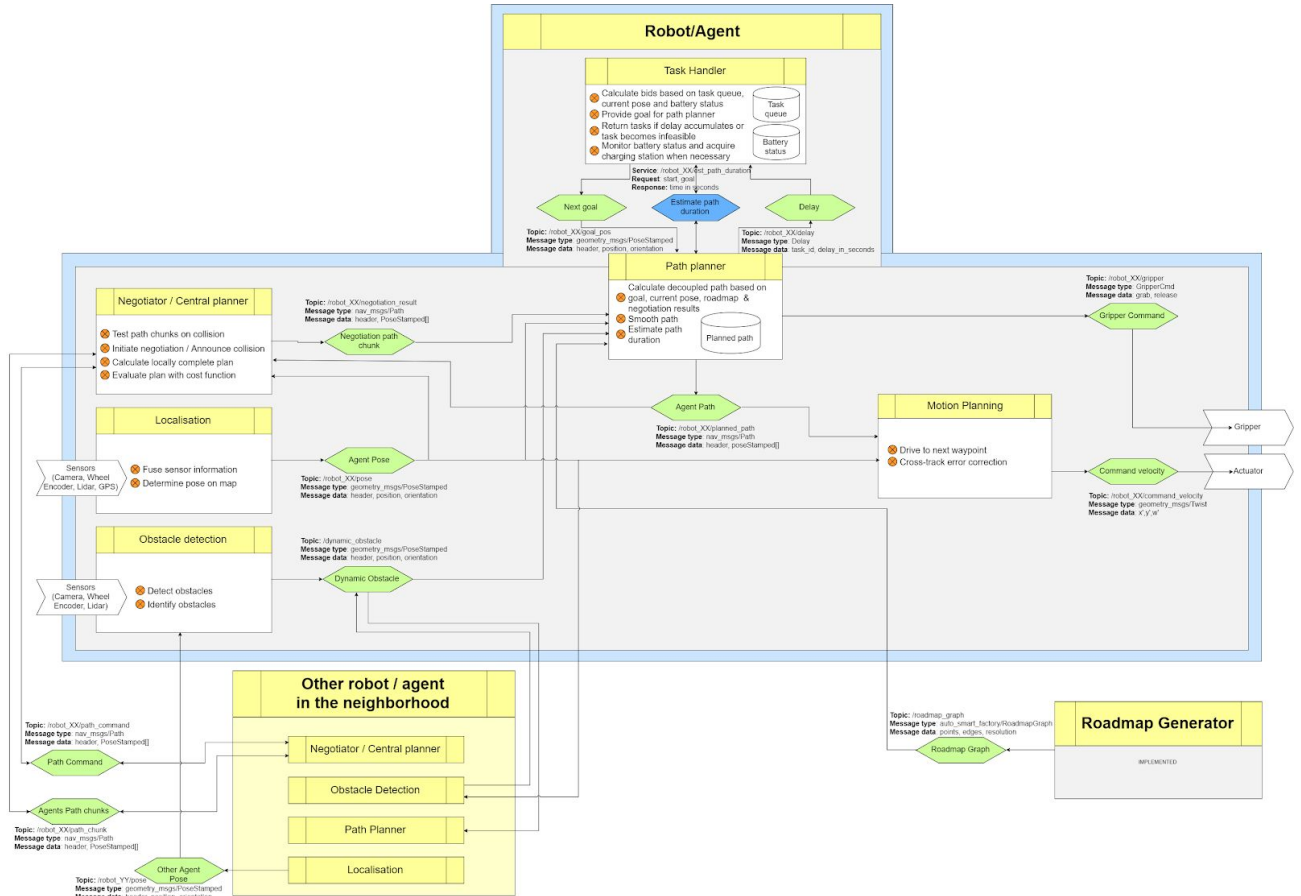 Robot/Agent
Task Handler
Calculate bids based on task queue,
current pose and battery status
Provide goal for path planner
Return tasks if delay accumulates or
task becomes infeasible
Monitor battery status and acquire
charging station when necessary
Task
queue
Battery
status
Service: /robot_XX/est_path_duration
Request: start, goal
Response: time in seconds
Next goal
Estimate path
duration
Delay
Topic: /robot_XX/goal_pos
Message type: geometry_msgs/PoseStamped
Message data: header, position, orientation
Topic: /robot_XX/delay
Message type: Delay
Message data: task_id, delay_in_seconds
Path planner
Calculate decoupled path based on
goal, current pose, roadmap &
negotiation results
Smooth path
Estimate path
duration
Planned path
Topic: /robot_XX/gripper
Message type: GripperCmd
Message data: grab, release
Gripper Command
Negotiator / Central planner
Test path chunks on collision
Initiate negotiation / Announce collision
Calculate locally complete plan
Evaluate plan with cost function
Topic: /robot_XX/negotiation_result
Message type: nav_msgs/Path
Message data: header, PoseStamped[]
Negotiation path
chunk
Agent Path
Topic: /robot_XX/planned_path
Message type: nav_msgs/Path
Message data: header, poseStamped[]
Motion Planning
Drive to next waypoint
Cross-track error correction
Gripper
Actuator
Command velocity
Topic: /robot_XX/command_velocity
Message type: geometry_msgs/Twist
Message data: x',y',w'
Localisation
Sensors
(Camera, Wheel
Encoder, Lidar, GPS)
Fuse sensor information
Determine pose on map
Agent Pose
Topic: /robot_XX/pose
Message type: geometry_msgs/PoseStamped
Message data: header, position, orientation
Obstacle detection
Sensors
(Camera, Wheel
Encoder, Lidar)
Detect obstacles
Identify obstacles
Topic: /dynamic_obstacle
Message type: geometry_msgs/PoseStamped
Message data: header, position, orientation
Dynamic Obstacle
Other robot / agent
in the neighborhood
Negotiator / Central planner
Obstacle Detection
Path Planner
Localisation
Topic: /robot_XX/path_command
Message type: nav_msgs/Path
Message data: header, PoseStamped[]
Path Command
Agents Path chunks
Topic: /robot_XX/path_chunk
Message type: nav_msgs/Path
Message data: header, PoseStamped[]
Other Agent
Pose
Topic: /robot_YY/pose
Message type: geometry_msgs/PoseStamped
Message data: header, position, orientation
Topic: /roadmap_graph
Message type: auto_smart_factory/RoadmapGraph
Message data: points, edges, resolution
Roadmap Graph
Roadmap Generator
IMPLEMENTED